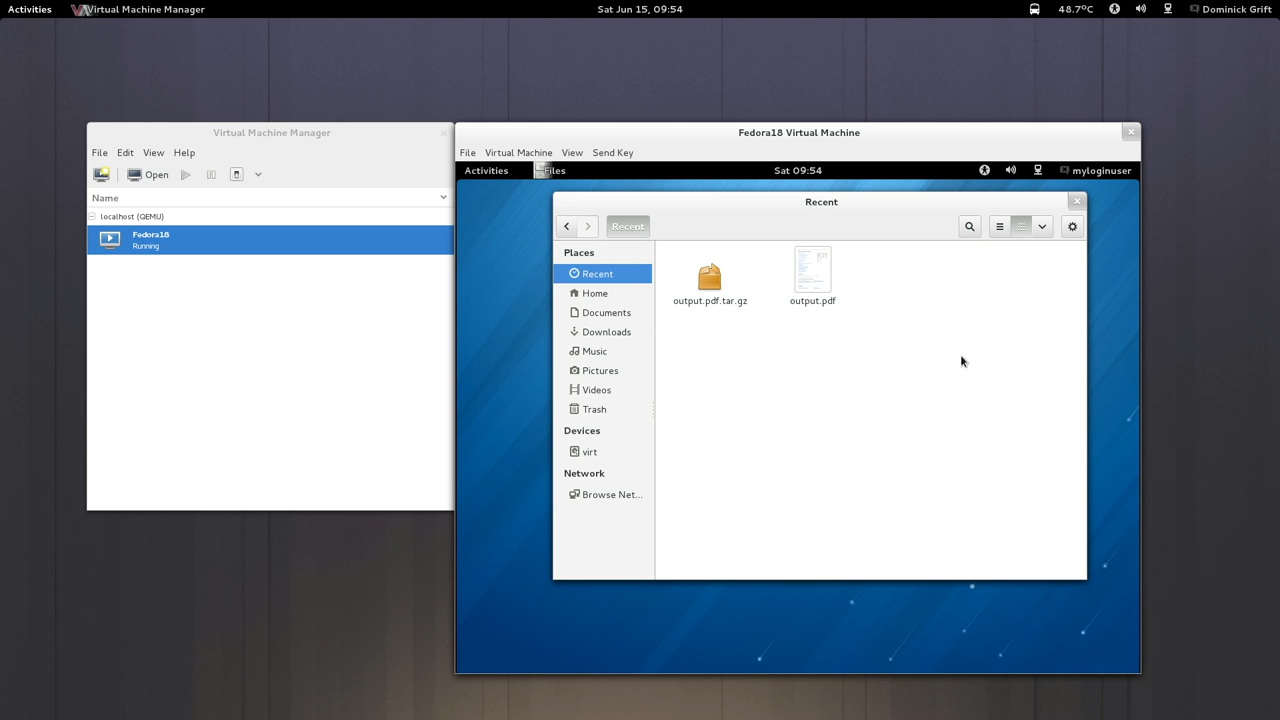 Activities Virtual Machine Manager Sat Jun 15, 09:54 48.7ºC Dominick Grift
Virtual Machine Manager
File Edit View Help
Open
Name
localhost (QEMU)
Fedora18
Running
Fedora18 Virtual Machine
File Virtual Machine View Send Key
Activities Files Sat 09:54 myloginuser
Recent
Recent
Places
Recent
Home
Documents
Downloads
Music
Pictures
Videos
Trash
Devices
virt
Network
Browse Net...
output.pdf.tar.gz output.pdf